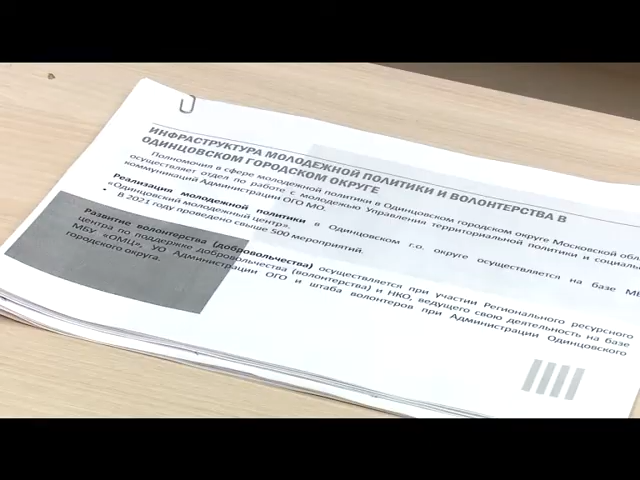 ИНФРАСТРУКТУРА МОЛОДЕЖНОЙ ПОЛИТИКИ И ВОЛОНТЕРСТВА В
ОДИНЦОВСКОМ ГОРОДСКОМ ОКРУГЕ
Полномочия в сфере молодежной политики в Одинцовском городском округе Московской обла
осуществляет отдел по работе с молодежью Управления территориальной политики и социальн
коммуникаций Администрации ОГО МО.
Реализация молодежной политики в Одинцовском г.о. округе осуществляется на базе МБ
«Одинцовский молодежный центр».
• В 2021 году проведено свыше 500 мероприятий.
Развитие волонтерства (добровольчества) осуществляется при участии Регионального ресурсного
центра по поддержке добровольчества (волонтерства) и НКО, ведущего свою деятельность на базе
МБУ «ОМЦ», УО Администрации ОГО и штаба волонтеров при Администрации Одинцовского
городского округа.